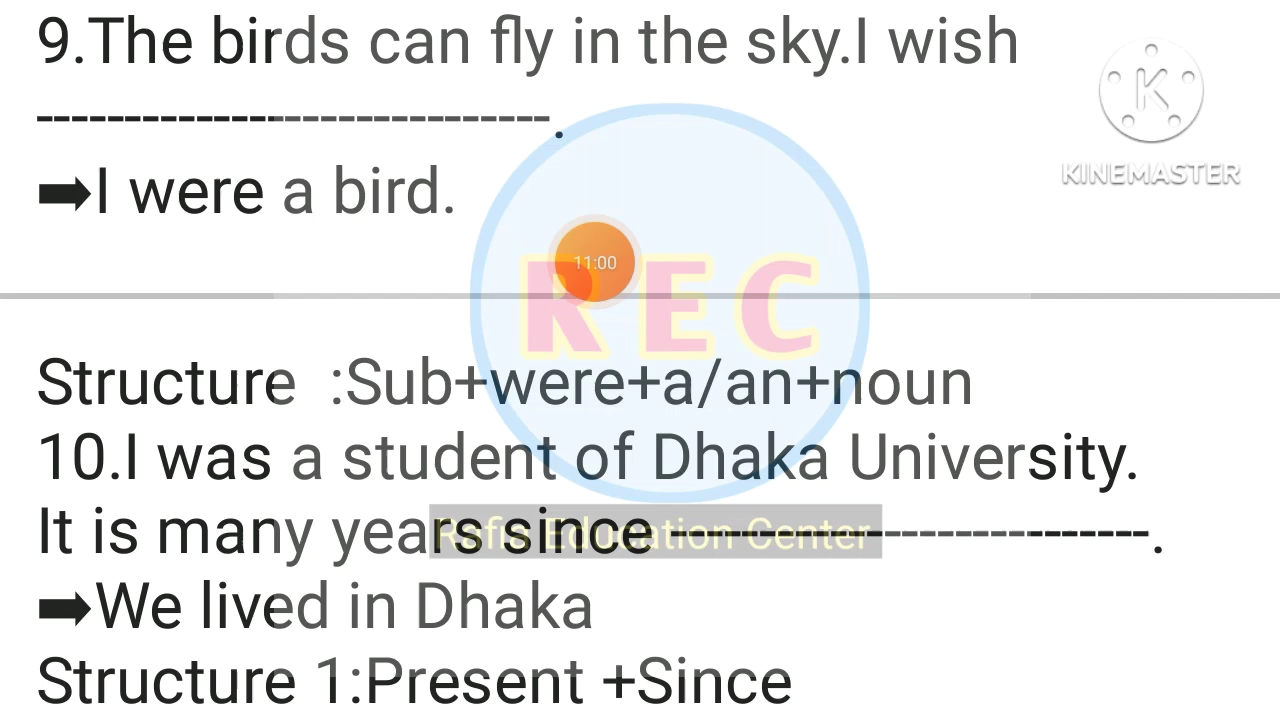 9.The birds can fly in the sky.I wish
-----------------------------.
➡I were a bird.
KINEMASTER
11:00
REC
Structure :Sub+were+a/an+noun
10.I was a student of Dhaka University.
It is many years since ---------------------------.
Rafia Education Center
➡We lived in Dhaka
Structure 1:Present +Since